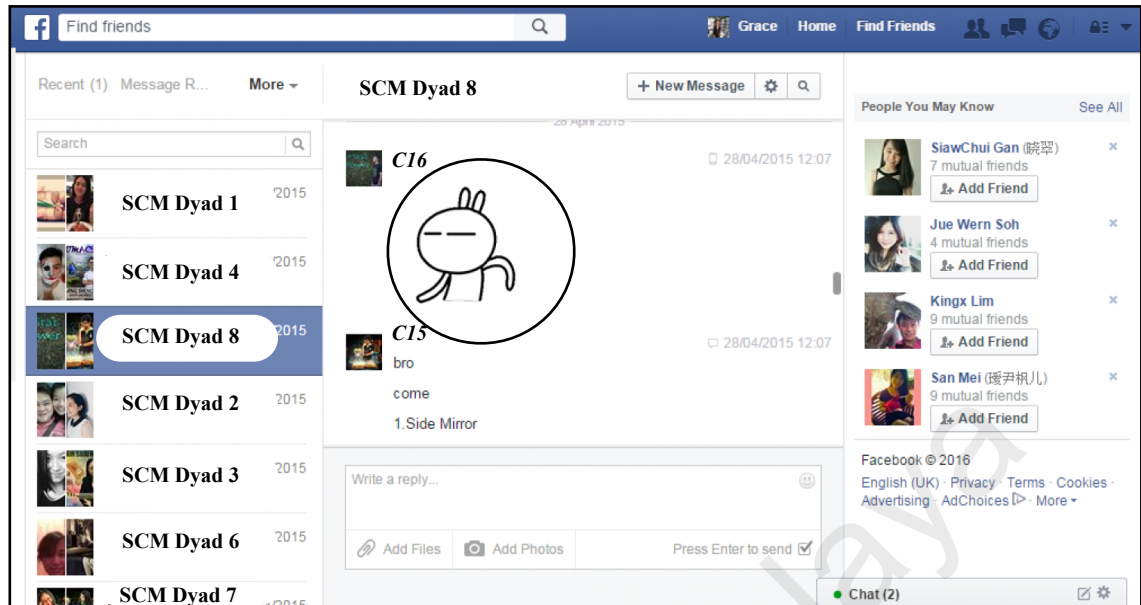 Find friends
Grace Home Find Friends
Recent (1) Message R... More
SCM Dyad 8
+ New Message
Search
SCM Dyad 1
2015
SCM Dyad 4
2015
SCM Dyad 8
2015
SCM Dyad 2
2015
SCM Dyad 3
2015
SCM Dyad 6
2015
SCM Dyad 7
/2015
28 April 2015
C16
28/04/2015 12:07
C15
28/04/2015 12:07
bro
come
1.Side Mirror
Write a reply...
Add Files Add Photos Press Enter to send
People You May Know See All
SiawChui Gan (晓翠)
7 mutual friends
Add Friend
Jue Wern Soh
4 mutual friends
Add Friend
Kingx Lim
9 mutual friends
Add Friend
San Mei (瑷尹枫儿)
9 mutual friends
Add Friend
Facebook © 2016
English (UK) · Privacy · Terms · Cookies ·
Advertising · AdChoices · More
Chat (2)